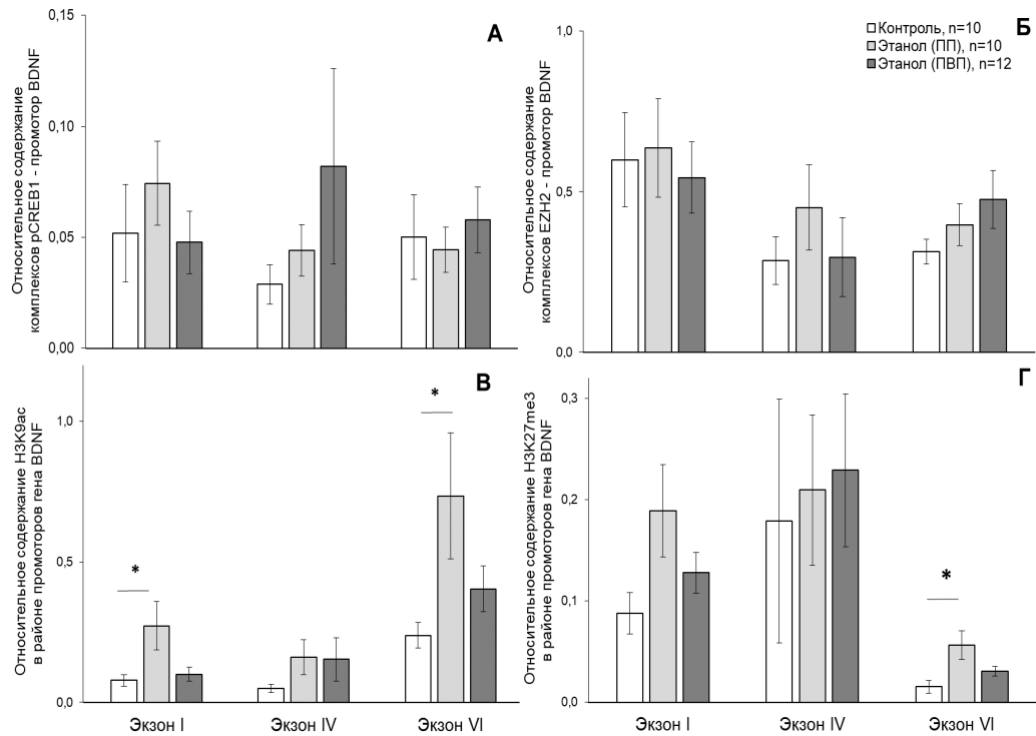 А
0,15
0,10
0,05
0,00
Относительное содержание
комплексов pCREB1 - промотор BDNF
Б
Контроль, n=10
Этанол (ПП), n=10
Этанол (ПВП), n=12
1,0
0,5
0,0
Относительное содержание
комплексов EZH2 - промотор BDNF
В
1,0
0,5
0,0
Относительное содержание H3K9ac
в районе промоторов гена BDNF
*
*
Экзон I
Экзон IV
Экзон VI
Г
0,3
0,2
0,1
0,0
Относительное содержание H3K27me3
в районе промоторов гена BDNF
*
Экзон I
Экзон IV
Экзон VI